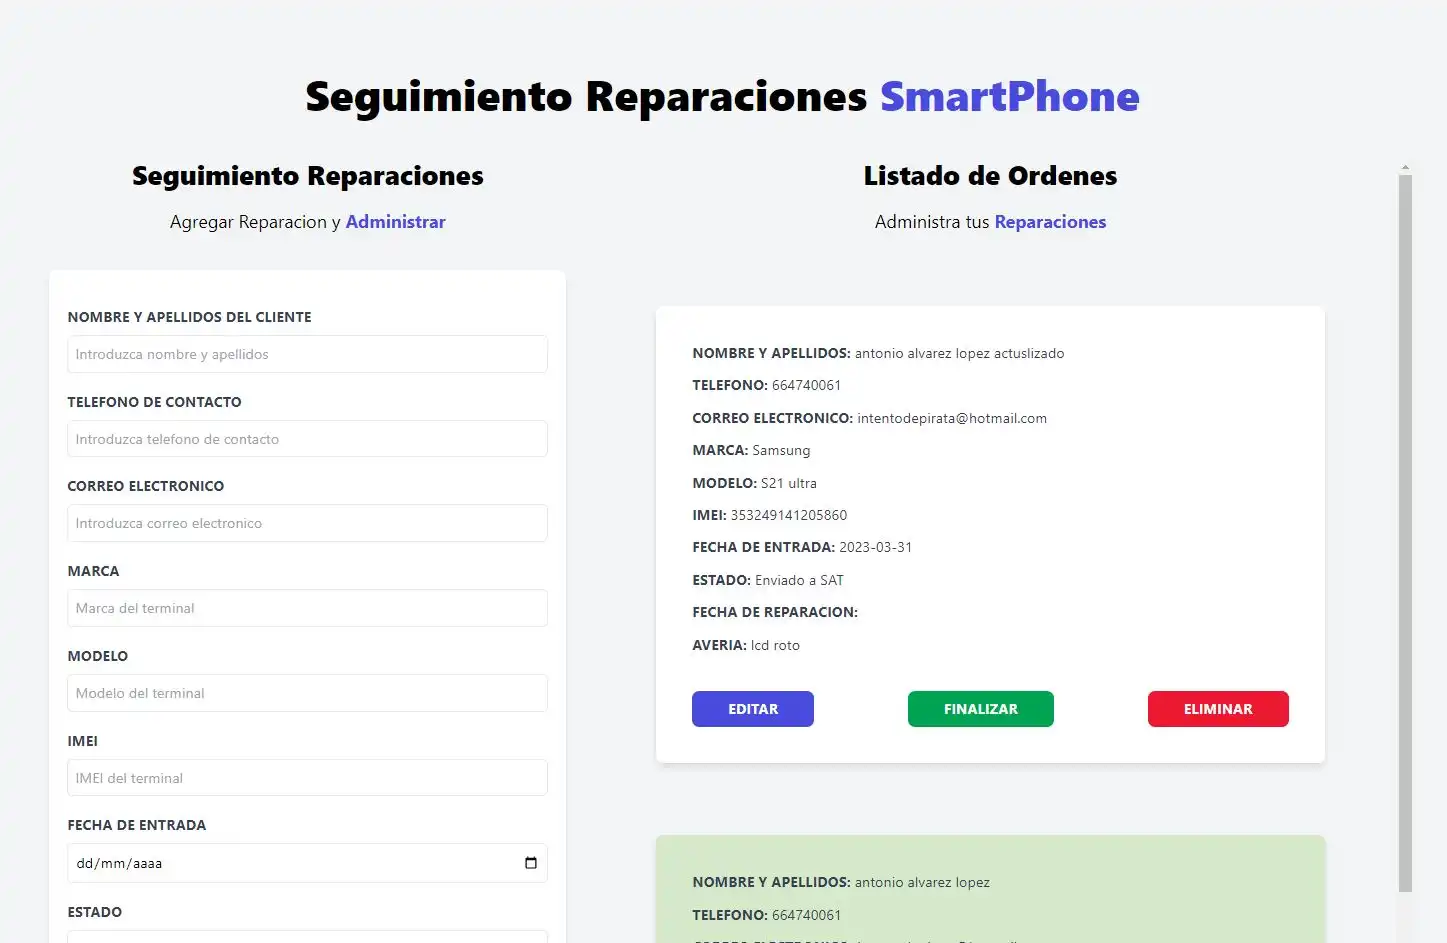 Seguimiento Reparaciones SmartPhone
Seguimiento Reparaciones
Agregar Reparacion y Administrar
NOMBRE Y APELLIDOS DEL CLIENTE
Introduzca nombre y apellidos
TELEFONO DE CONTACTO
Introduzca telefono de contacto
CORREO ELECTRONICO
Introduzca correo electronico
MARCA
Marca del terminal
MODELO
Modelo del terminal
IMEI
IMEI del terminal
FECHA DE ENTRADA
dd/mm/aaaa
ESTADO
Listado de Ordenes
Administra tus Reparaciones
NOMBRE Y APELLIDOS: antonio alvarez lopez actuslizado
TELEFONO: 664740061
CORREO ELECTRONICO: intentodepirata@hotmail.com
MARCA: Samsung
MODELO: S21 ultra
IMEI: 353249141205860
FECHA DE ENTRADA: 2023-03-31
ESTADO: Enviado a SAT
FECHA DE REPARACION:
AVERIA: lcd roto
EDITAR
FINALIZAR
ELIMINAR
NOMBRE Y APELLIDOS: antonio alvarez lopez
TELEFONO: 664740061